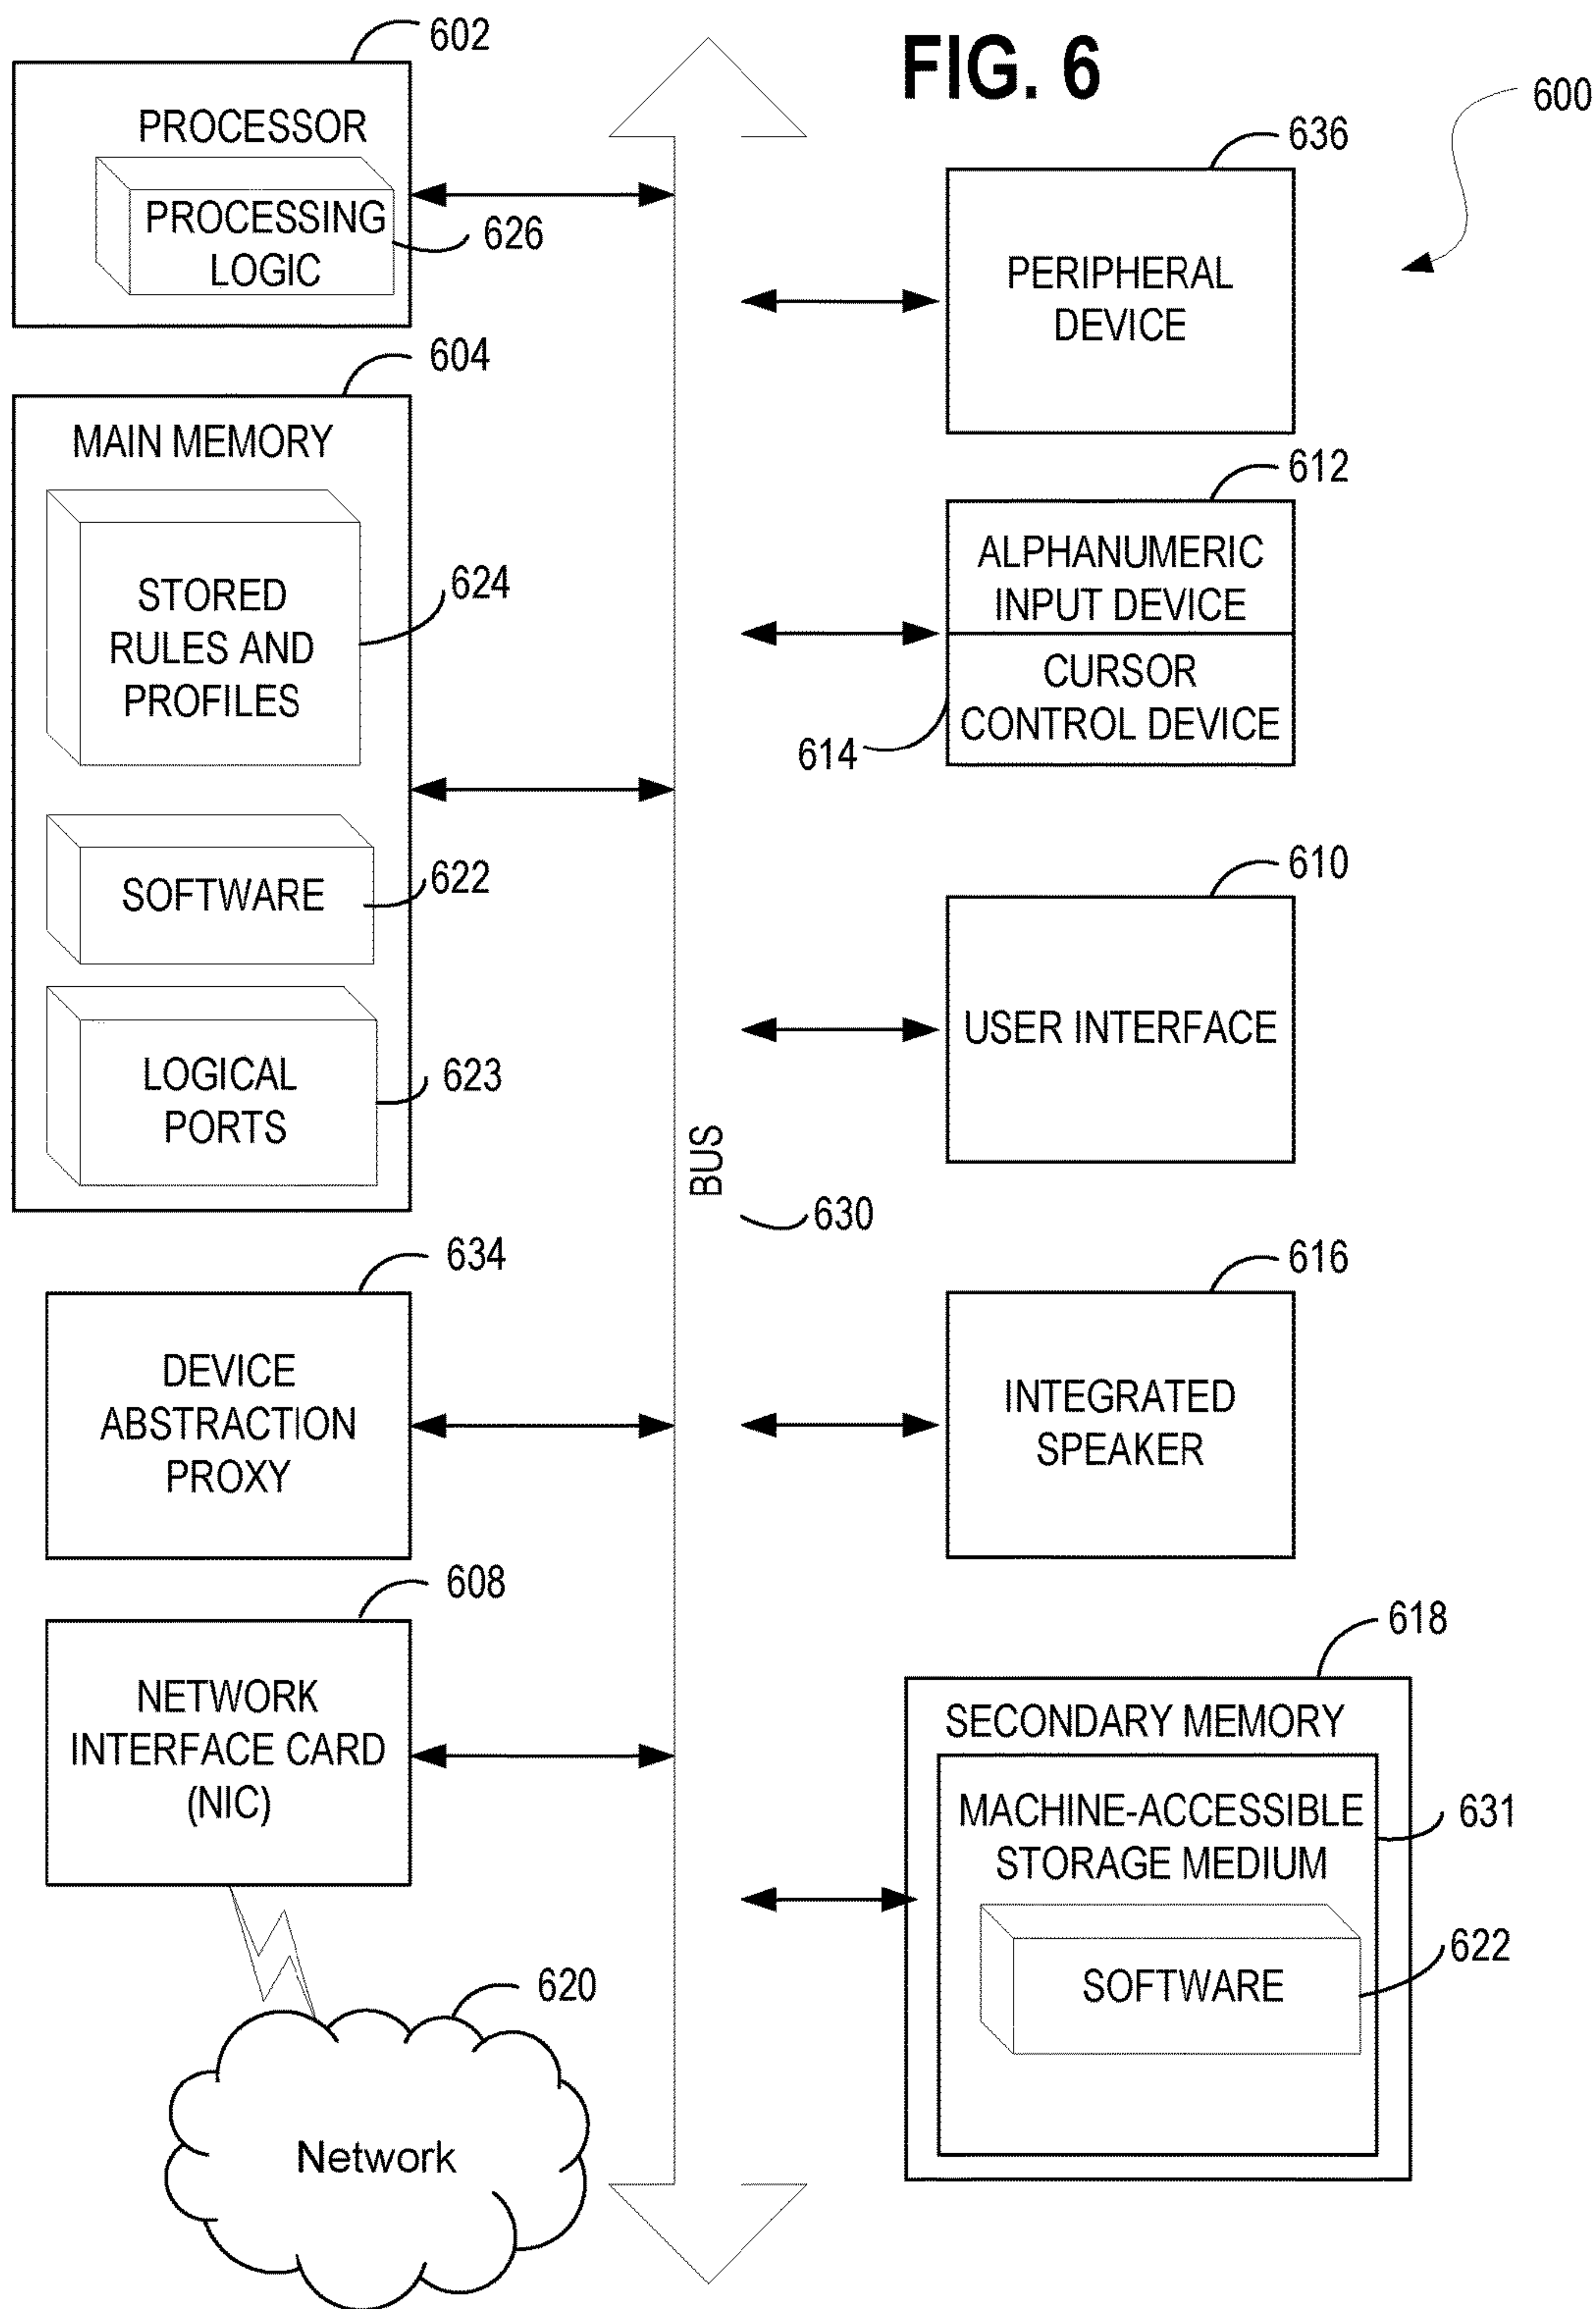 FIG. 6
600
602
PROCESSOR
PROCESSING
LOGIC
626
604
MAIN MEMORY
STORED
RULES AND
PROFILES
624
SOFTWARE
622
LOGICAL
PORTS
623
634
DEVICE
ABSTRACTION
PROXY
608
NETWORK
INTERFACE CARD
(NIC)
620
Network
BUS
630
636
PERIPHERAL
DEVICE
612
ALPHANUMERIC
INPUT DEVICE
CURSOR
CONTROL DEVICE
614
610
USER INTERFACE
616
INTEGRATED
SPEAKER
618
SECONDARY MEMORY
MACHINE-ACCESSIBLE
STORAGE MEDIUM
631
SOFTWARE
622